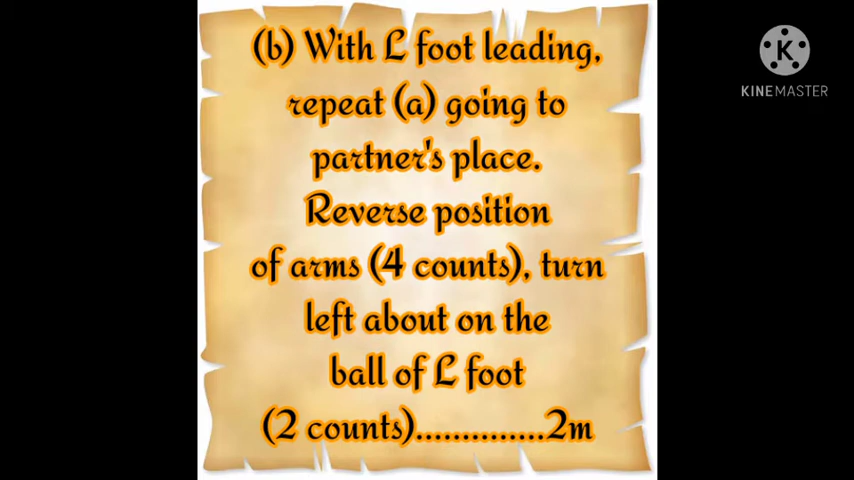 (b) With L foot leading,
repeat (a) going to
partner's place.
Reverse position
of arms (4 counts), turn
left about on the
ball of L foot
(2 counts)..............2m
K
KINEMASTER